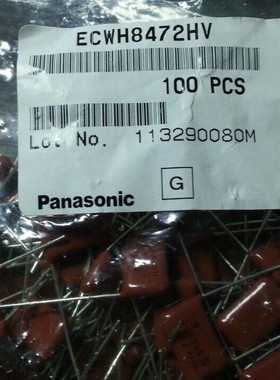 ECWH8472HV
100 PCS
Lot No. 113290080M
G
Panasonic